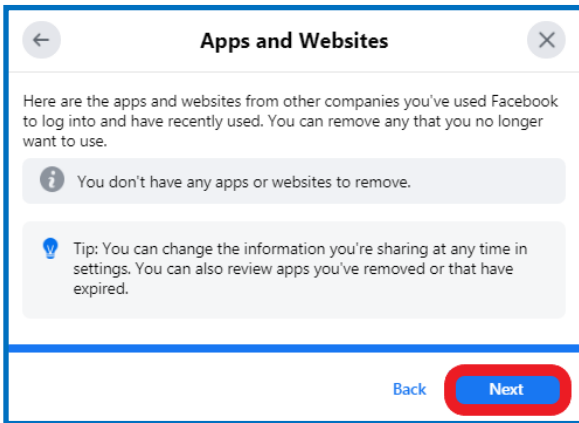 Apps and Websites
Here are the apps and websites from other companies you've used Facebook
to log into and have recently used. You can remove any that you no longer
want to use.
You don't have any apps or websites to remove.
Tip: You can change the information you're sharing at any time in
settings. You can also review apps you've removed or that have
expired.
Back Next